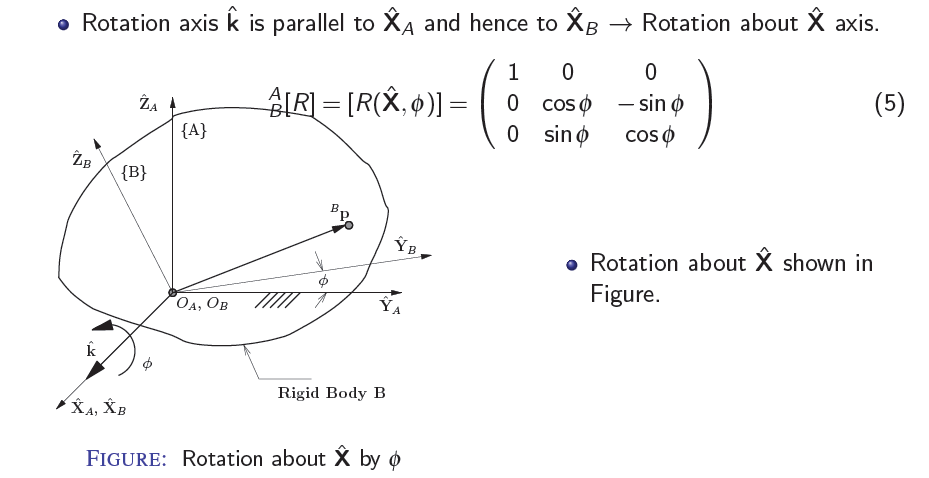 • Rotation axis k̂ is parallel to X̂_A and hence to X̂_B → Rotation about X̂ axis.
^A_B[R] = [R(X̂, ϕ)] = ( 1 0 0
0 cos ϕ − sin ϕ
0 sin ϕ cos ϕ ) (5)
Ẑ_A
{A}
Ẑ_B
{B}
^B p
Ŷ_B
ϕ
O_A, O_B
Ŷ_A
k̂
ϕ
Rigid Body B
X̂_A, X̂_B
• Rotation about X̂ shown in
Figure.
FIGURE: Rotation about X̂ by ϕ